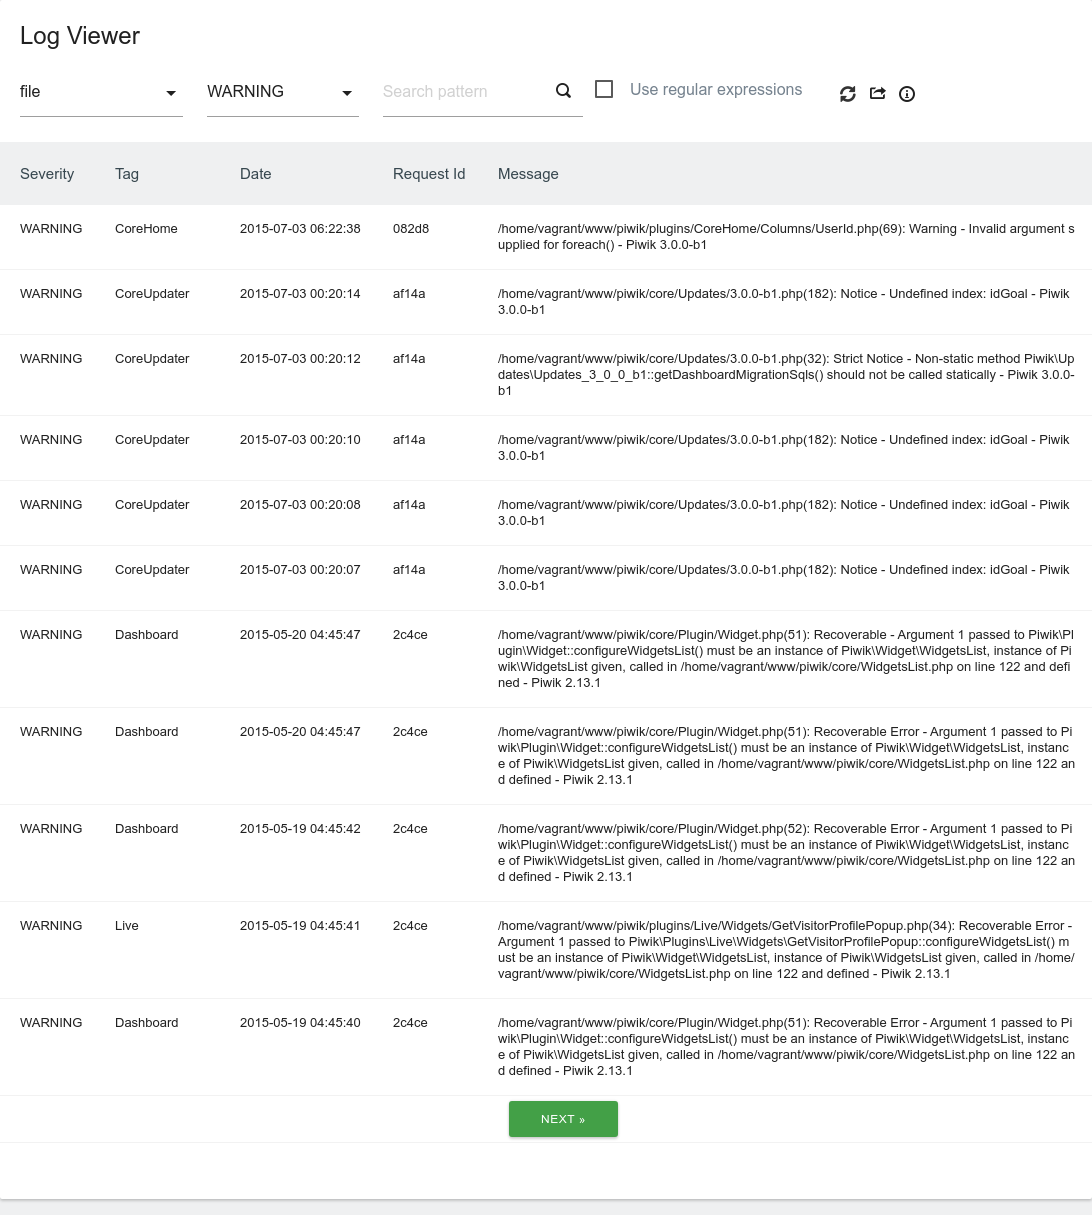 Log Viewer
file WARNING Search pattern Use regular expressions
Severity Tag Date Request Id Message
WARNING CoreHome 2015-07-03 06:22:38 082d8 /home/vagrant/www/piwik/plugins/CoreHome/Columns/UserId.php(69): Warning - Invalid argument s
upplied for foreach() - Piwik 3.0.0-b1
WARNING CoreUpdater 2015-07-03 00:20:14 af14a /home/vagrant/www/piwik/core/Updates/3.0.0-b1.php(182): Notice - Undefined index: idGoal - Piwik
3.0.0-b1
WARNING CoreUpdater 2015-07-03 00:20:12 af14a /home/vagrant/www/piwik/core/Updates/3.0.0-b1.php(32): Strict Notice - Non-static method Piwik\Up
dates\Updates_3_0_0_b1::getDashboardMigrationSqls() should not be called statically - Piwik 3.0.0-
b1
WARNING CoreUpdater 2015-07-03 00:20:10 af14a /home/vagrant/www/piwik/core/Updates/3.0.0-b1.php(182): Notice - Undefined index: idGoal - Piwik
3.0.0-b1
WARNING CoreUpdater 2015-07-03 00:20:08 af14a /home/vagrant/www/piwik/core/Updates/3.0.0-b1.php(182): Notice - Undefined index: idGoal - Piwik
3.0.0-b1
WARNING CoreUpdater 2015-07-03 00:20:07 af14a /home/vagrant/www/piwik/core/Updates/3.0.0-b1.php(182): Notice - Undefined index: idGoal - Piwik
3.0.0-b1
WARNING Dashboard 2015-05-20 04:45:47 2c4ce /home/vagrant/www/piwik/core/Plugin/Widget.php(51): Recoverable - Argument 1 passed to Piwik\Pl
ugin\Widget::configureWidgetsList() must be an instance of Piwik\Widget\WidgetsList, instance of Pi
wik\WidgetsList given, called in /home/vagrant/www/piwik/core/WidgetsList.php on line 122 and defi
ned - Piwik 2.13.1
WARNING Dashboard 2015-05-20 04:45:47 2c4ce /home/vagrant/www/piwik/core/Plugin/Widget.php(51): Recoverable Error - Argument 1 passed to Pi
wik\Plugin\Widget::configureWidgetsList() must be an instance of Piwik\Widget\WidgetsList, instanc
e of Piwik\WidgetsList given, called in /home/vagrant/www/piwik/core/WidgetsList.php on line 122 an
d defined - Piwik 2.13.1
WARNING Dashboard 2015-05-19 04:45:42 2c4ce /home/vagrant/www/piwik/core/Plugin/Widget.php(52): Recoverable Error - Argument 1 passed to Pi
wik\Plugin\Widget::configureWidgetsList() must be an instance of Piwik\Widget\WidgetsList, instanc
e of Piwik\WidgetsList given, called in /home/vagrant/www/piwik/core/WidgetsList.php on line 122 an
d defined - Piwik 2.13.1
WARNING Live 2015-05-19 04:45:41 2c4ce /home/vagrant/www/piwik/plugins/Live/Widgets/GetVisitorProfilePopup.php(34): Recoverable Error -
Argument 1 passed to Piwik\Plugins\Live\Widgets\GetVisitorProfilePopup::configureWidgetsList() m
ust be an instance of Piwik\Widget\WidgetsList, instance of Piwik\WidgetsList given, called in /home/
vagrant/www/piwik/core/WidgetsList.php on line 122 and defined - Piwik 2.13.1
WARNING Dashboard 2015-05-19 04:45:40 2c4ce /home/vagrant/www/piwik/core/Plugin/Widget.php(51): Recoverable Error - Argument 1 passed to Pi
wik\Plugin\Widget::configureWidgetsList() must be an instance of Piwik\Widget\WidgetsList, instanc
e of Piwik\WidgetsList given, called in /home/vagrant/www/piwik/core/WidgetsList.php on line 122 an
d defined - Piwik 2.13.1
NEXT »